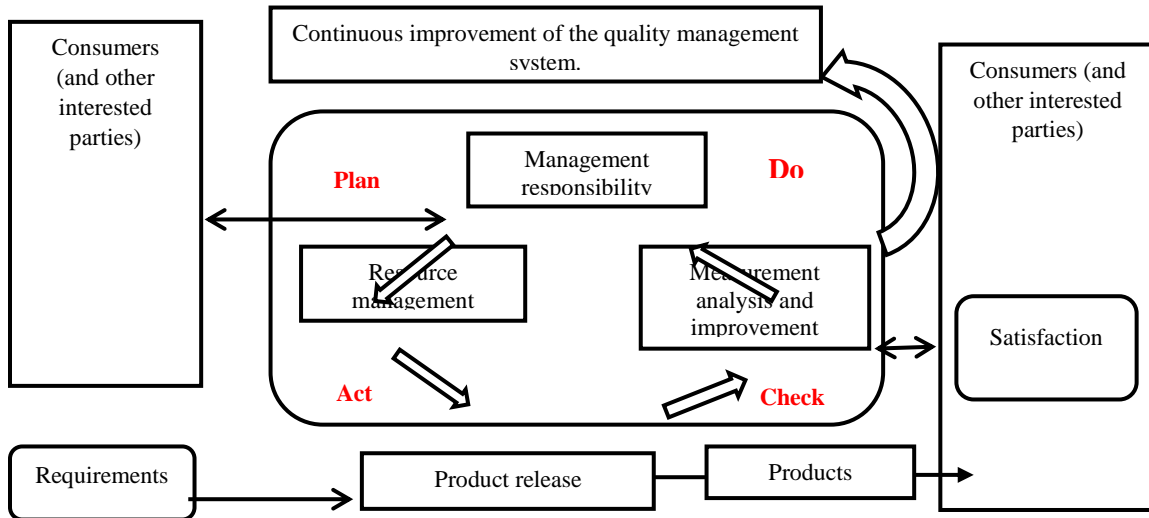 Consumers
(and other
interested
parties)
Continuous improvement of the quality management
system.
Consumers (and
other interested
parties)
Plan
Management
responsibility
Do
Resource
management
Measurement
analysis and
improvement
Satisfaction
Act
Check
Requirements
Product release
Products